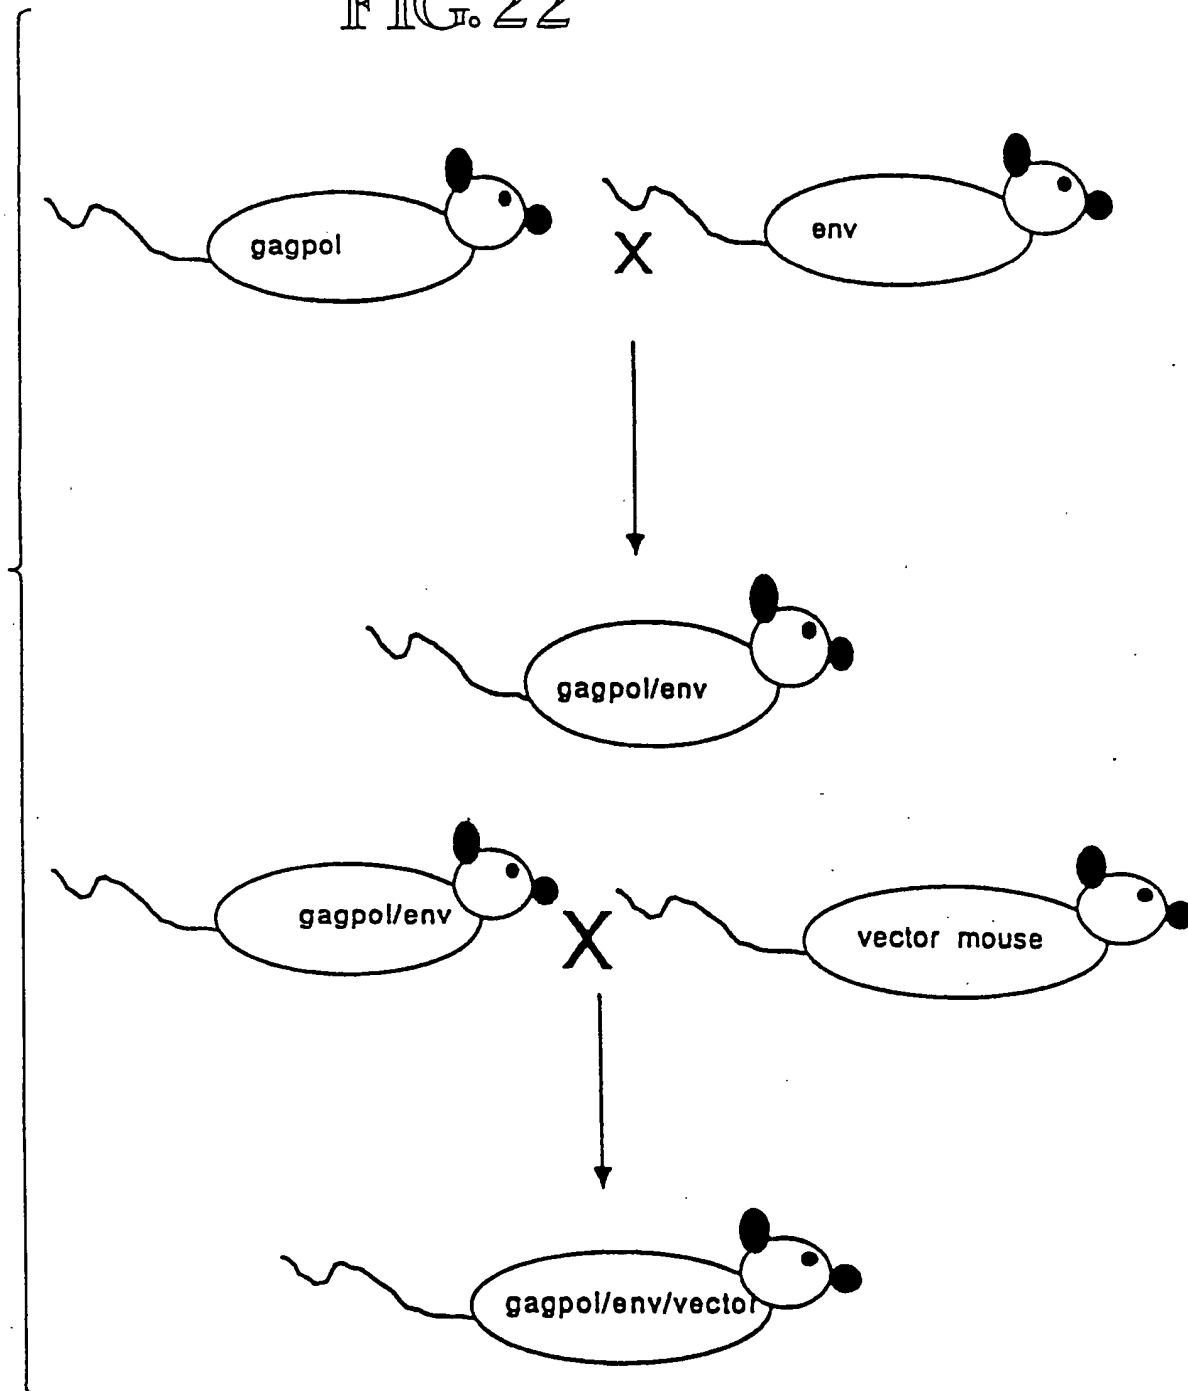 FIG. 22
gagpol
X
env
gagpol/env
gagpol/env
X
vector mouse
gagpol/env/vector